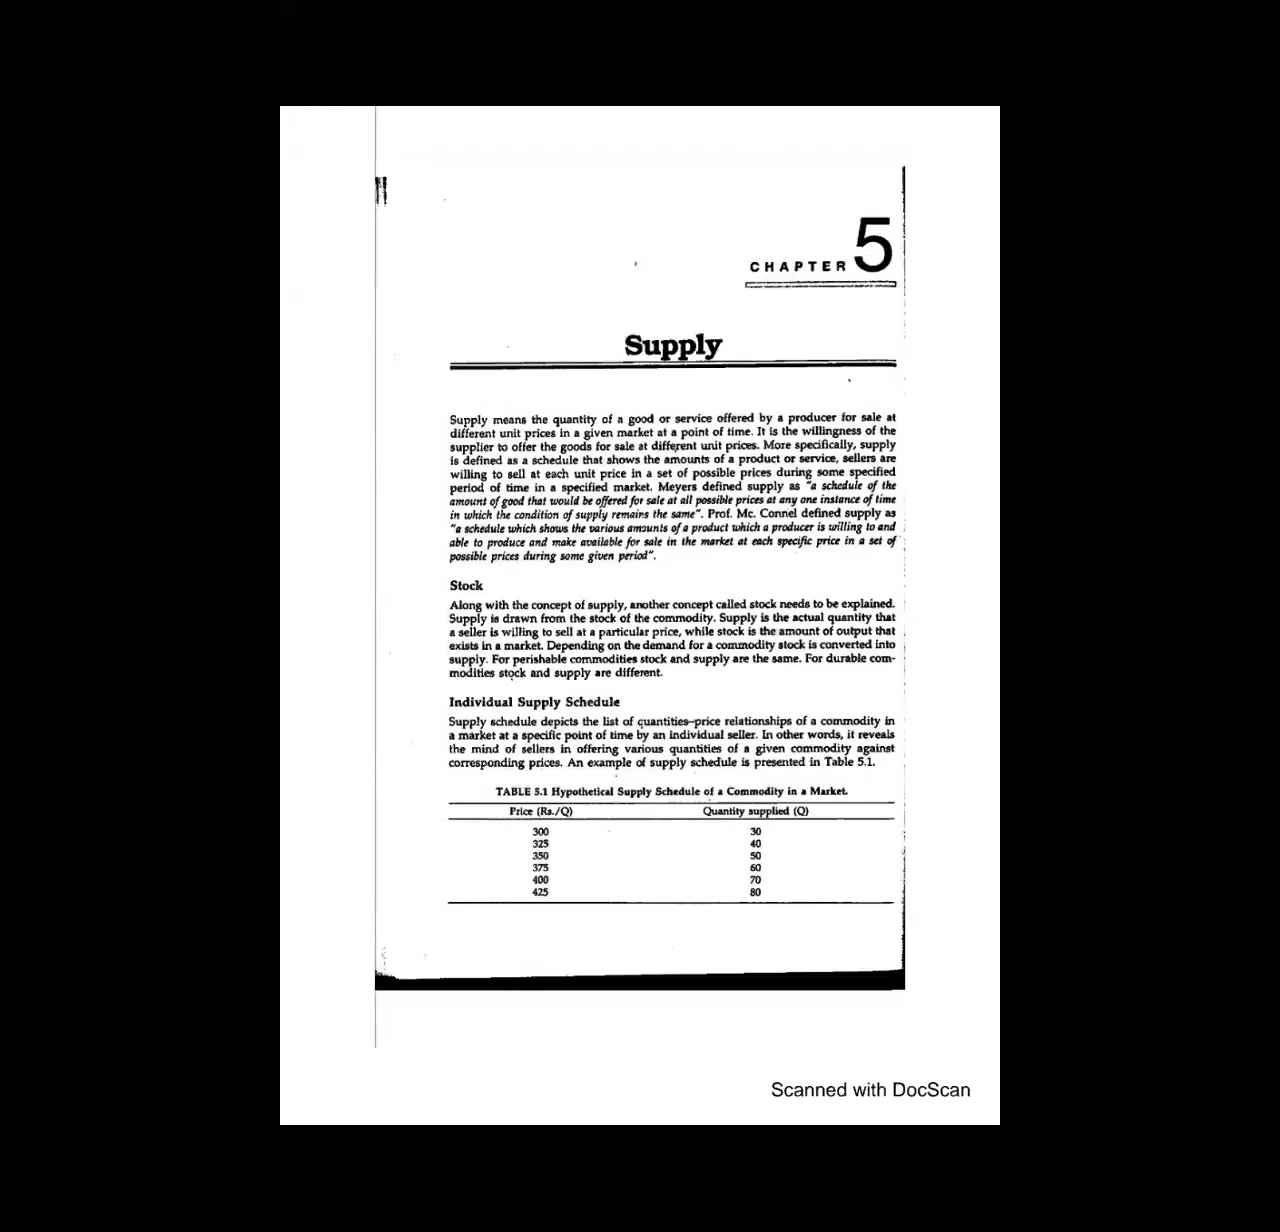 CHAPTER 5
Supply
Supply means the quantity of a good or service offered by a producer for sale at
different unit prices in a given market at a point of time. It is the willingness of the
supplier to offer the goods for sale at different unit prices. More specifically, supply
is defined as a schedule that shows the amounts of a product or service, sellers are
willing to sell at each unit price in a set of possible prices during some specified
period of time in a specified market. Meyers defined supply as "a schedule of the
amount of good that would be offered for sale at all possible prices at any one instance of time
in which the condition of supply remains the same". Prof. Mc. Connel defined supply as
"a schedule which shows the various amounts of a product which a producer is willing to and
able to produce and make available for sale in the market at each specific price in a set of
possible prices during some given period".
Stock
Along with the concept of supply, another concept called stock needs to be explained.
Supply is drawn from the stock of the commodity. Supply is the actual quantity that
a seller is willing to sell at a particular price, while stock is the amount of output that
exists in a market. Depending on the demand for a commodity stock is converted into
supply. For perishable commodities stock and supply are the same. For durable com-
modities stock and supply are different.
Individual Supply Schedule
Supply schedule depicts the list of quantities–price relationships of a commodity in
a market at a specific point of time by an individual seller. In other words, it reveals
the mind of sellers in offering various quantities of a given commodity against
corresponding prices. An example of supply schedule is presented in Table 5.1.
TABLE 5.1 Hypothetical Supply Schedule of a Commodity in a Market.
Price (Rs./Q) Quantity supplied (Q)
300 30
325 40
350 50
375 60
400 70
425 80
Scanned with DocScan